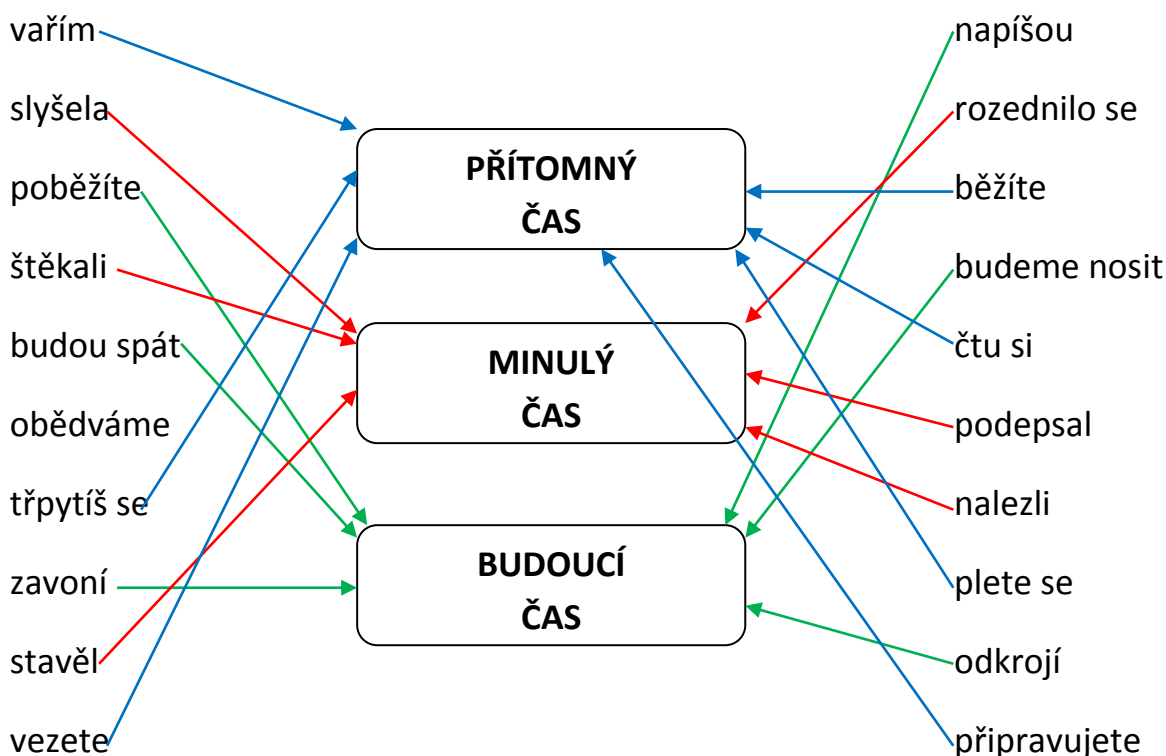 vařím
slyšela
poběžíte
štěkali
budou spát
obědváme
třpytíš se
zavoní
stavěl
vezete
PŘÍTOMNÝ
ČAS
MINULÝ
ČAS
BUDOUCÍ
ČAS
napíšou
rozednilo se
běžíte
budeme nosit
čtu si
podepsal
nalezli
plete se
odkrojí
připravujete